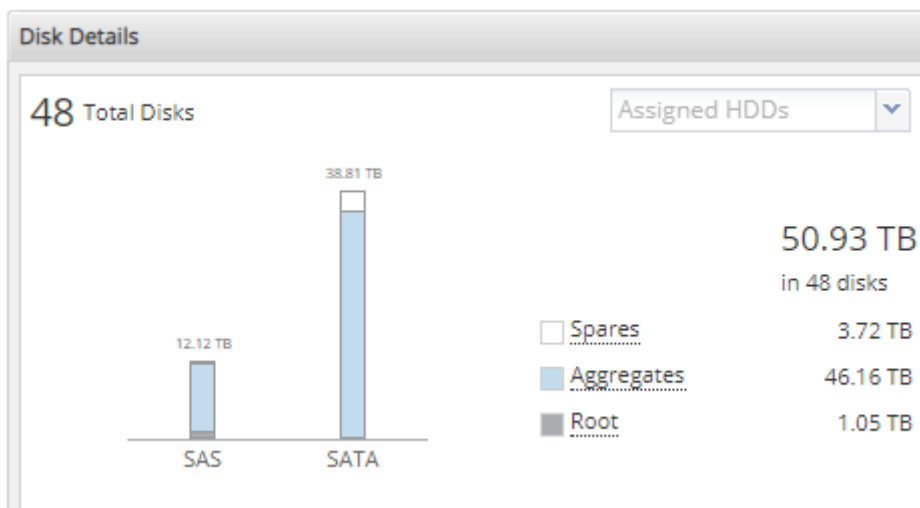 Disk Details
48 Total Disks
Assigned HDDs
38.81 TB
12.12 TB
SAS
SATA
50.93 TB
in 48 disks
Spares 3.72 TB
Aggregates 46.16 TB
Root 1.05 TB